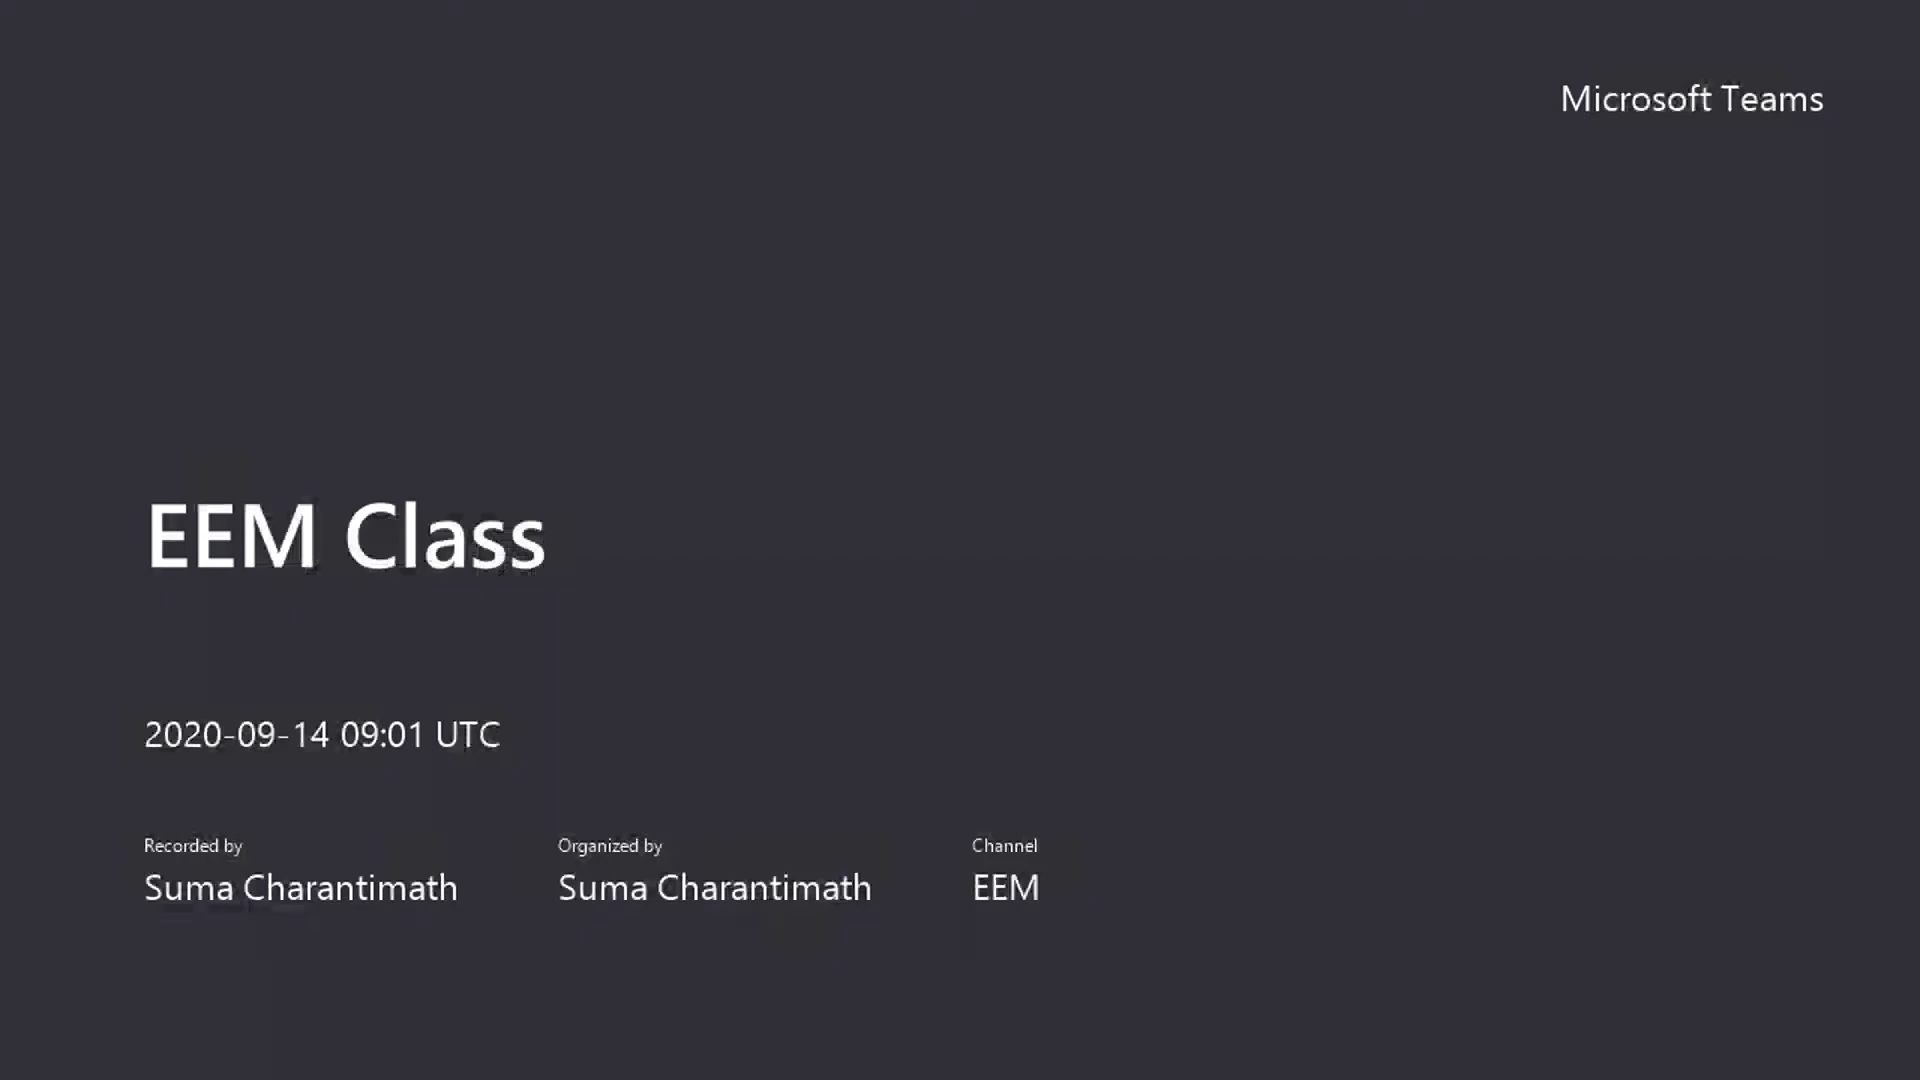 Microsoft Teams
EEM Class
2020-09-14 09:01 UTC
Recorded by
Suma Charantimath
Organized by
Suma Charantimath
Channel
EEM